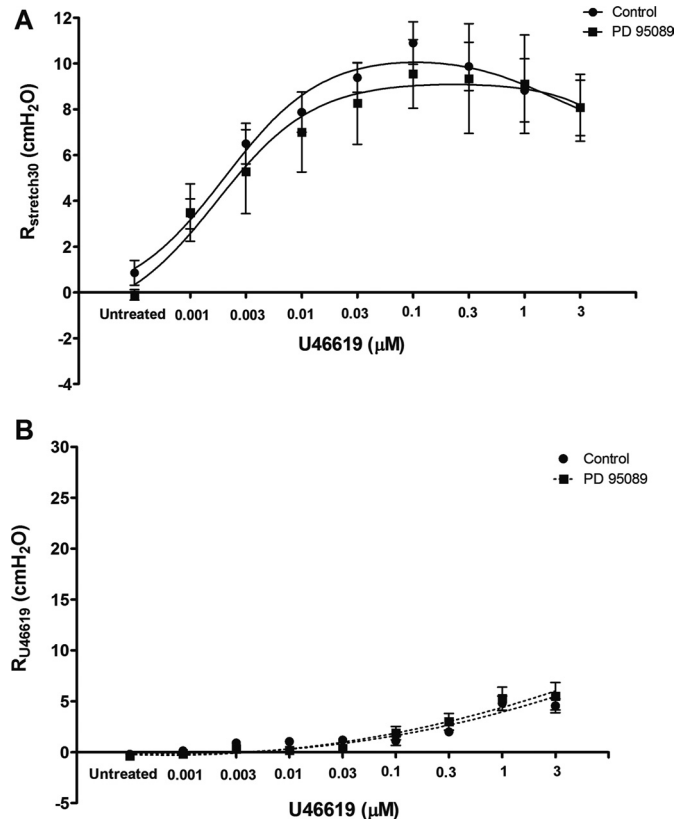 A
12
10
8
6
4
2
0
-2
-4
R_stretch30 (cmH₂O)
Control
PD 95089
Untreated 0.001 0.003 0.01 0.03 0.1 0.3 1 3
U46619 (μM)
B
30
25
20
15
10
5
0
-5
R_U46619 (cmH₂O)
Control
PD 95089
Untreated 0.001 0.003 0.01 0.03 0.1 0.3 1 3
U46619 (μM)